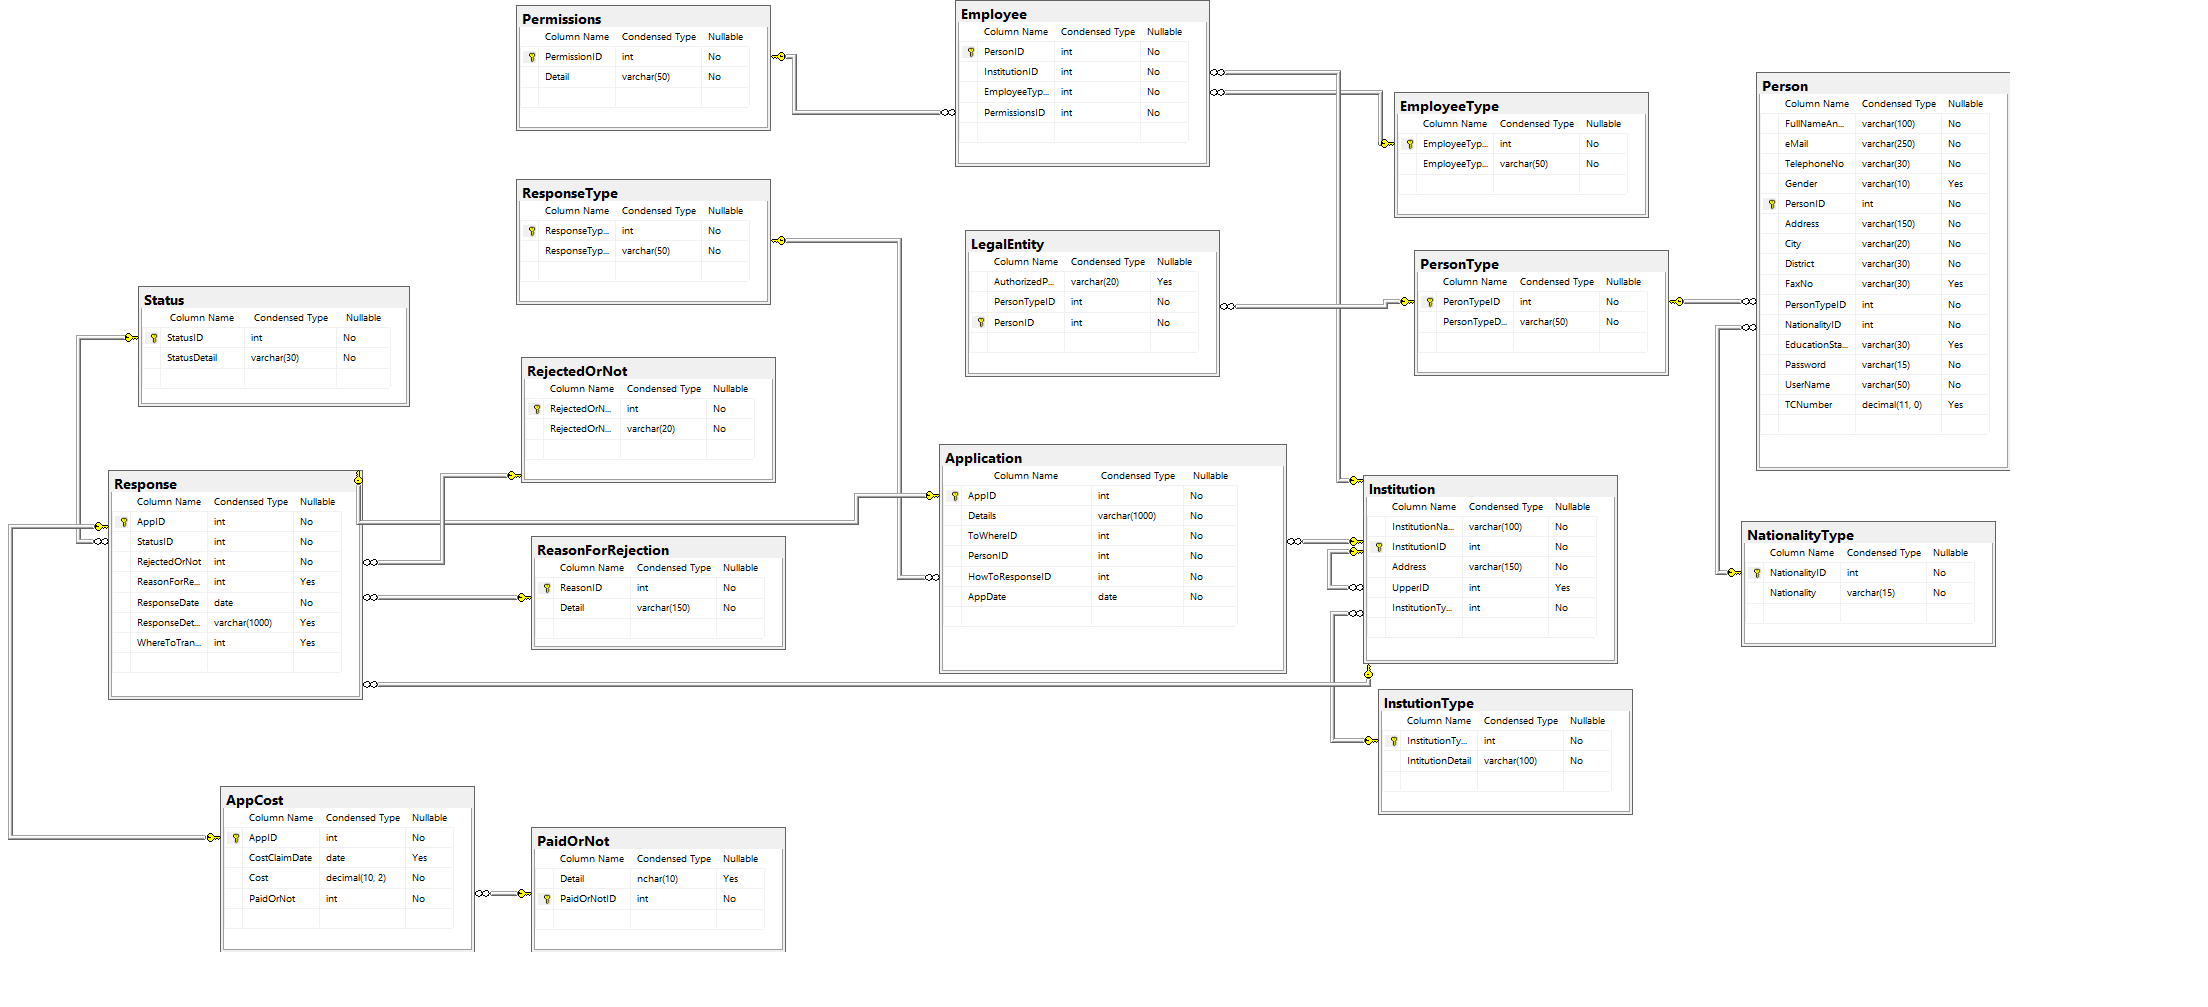 Permissions
Column Name Condensed Type Nullable
PermissionID int No
Detail varchar(50) No
Employee
Column Name Condensed Type Nullable
PersonID int No
InstitutionID int No
EmployeeTyp... int No
PermissionsID int No
EmployeeType
Column Name Condensed Type Nullable
EmployeeTyp... int No
EmployeeTyp... varchar(50) No
Person
Column Name Condensed Type Nullable
FullNameAn... varchar(100) No
eMail varchar(250) No
TelephoneNo varchar(30) No
Gender varchar(10) Yes
PersonID int No
Address varchar(150) No
City varchar(20) No
District varchar(30) No
FaxNo varchar(30) Yes
PersonTypeID int No
NationalityID int No
EducationSta... varchar(30) Yes
Password varchar(15) No
UserName varchar(50) No
TCNumber decimal(11, 0) Yes
ResponseType
Column Name Condensed Type Nullable
ResponseTyp... int No
ResponseTyp... varchar(50) No
LegalEntity
Column Name Condensed Type Nullable
AuthorizedP... varchar(20) Yes
PersonTypeID int No
PersonID int No
PersonType
Column Name Condensed Type Nullable
PeronTypeID int No
PersonTypeD... varchar(50) No
Status
Column Name Condensed Type Nullable
StatusID int No
StatusDetail varchar(30) No
RejectedOrNot
Column Name Condensed Type Nullable
RejectedOrN... int No
RejectedOrN... varchar(20) No
Application
Column Name Condensed Type Nullable
AppID int No
Details varchar(1000) No
ToWhereID int No
PersonID int No
HowToResponseID int No
AppDate date No
Response
Column Name Condensed Type Nullable
AppID int No
StatusID int No
RejectedOrNot int No
ReasonForRe... int Yes
ResponseDate date No
ResponseDet... varchar(1000) Yes
WhereToTran... int Yes
Institution
Column Name Condensed Type Nullable
InstitutionNa... varchar(100) No
InstitutionID int No
Address varchar(150) No
UpperID int Yes
InstitutionTy... int No
ReasonForRejection
Column Name Condensed Type Nullable
ReasonID int No
Detail varchar(150) No
NationalityType
Column Name Condensed Type Nullable
NationalityID int No
Nationality varchar(15) No
InstutionType
Column Name Condensed Type Nullable
InstitutionTy... int No
IntitutionDetail varchar(100) No
AppCost
Column Name Condensed Type Nullable
AppID int No
CostClaimDate date Yes
Cost decimal(10, 2) No
PaidOrNot int No
PaidOrNot
Column Name Condensed Type Nullable
Detail nchar(10) Yes
PaidOrNotID int No